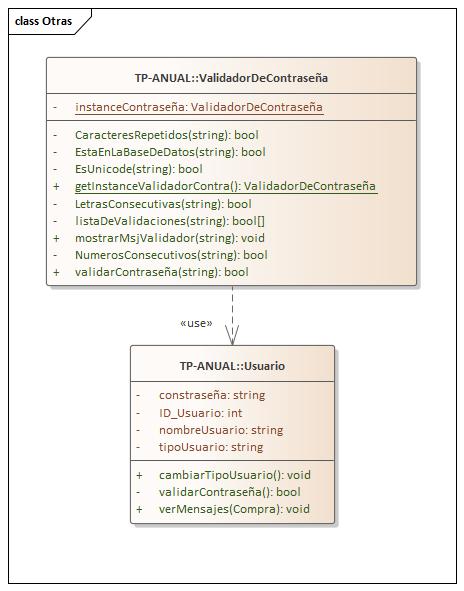 class Otras
TP-ANUAL::ValidadorDeContraseña
- instanceContraseña: ValidadorDeContraseña
- CaracteresRepetidos(string): bool
- EstaEnLaBaseDeDatos(string): bool
- EsUnicode(string): bool
+ getInstanceValidadorContra(): ValidadorDeContraseña
- LetrasConsecutivas(string): bool
- listaDeValidaciones(string): bool[]
+ mostrarMsjValidador(string): void
- NumerosConsecutivos(string): bool
+ validarContraseña(string): bool
«use»
TP-ANUAL::Usuario
- constraseña: string
- ID_Usuario: int
- nombreUsuario: string
- tipoUsuario: string
+ cambiarTipoUsuario(): void
- validarContraseña(): bool
+ verMensajes(Compra): void